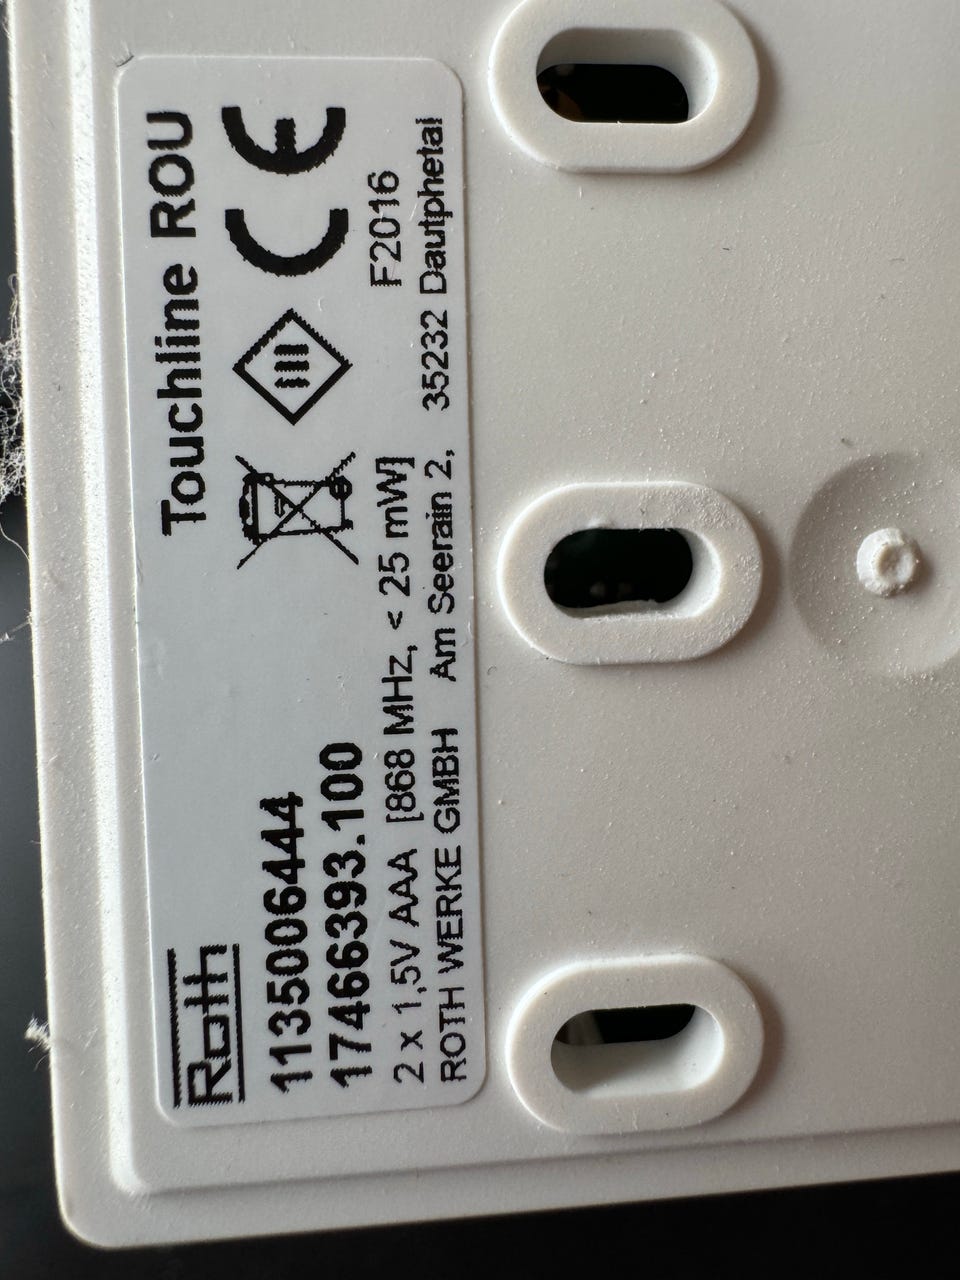 Roth
Touchline ROU
1135006444
17466393.100
CE
2 x 1,5V AAA [868 MHz, < 25 mW] F2016
ROTH WERKE GMBH Am Seerain 2, 35232 Dautphetal